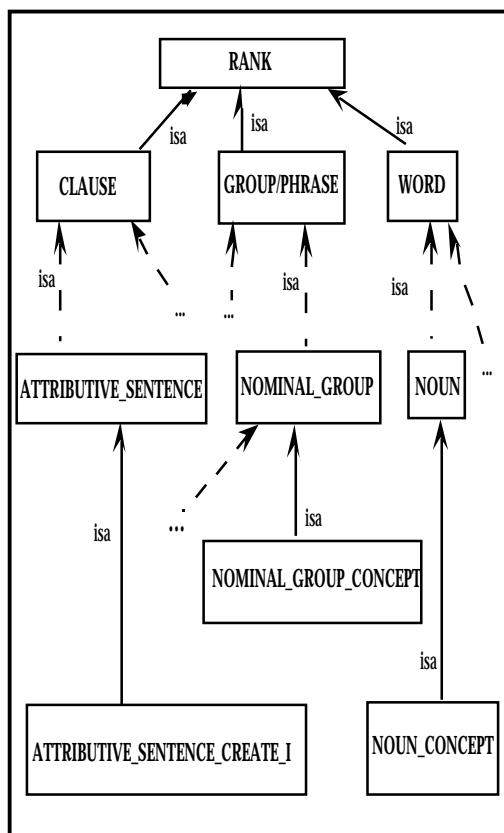 RANK
isa
isa
isa
CLAUSE
GROUP/PHRASE
WORD
isa
isa
isa
...
...
...
ATTRIBUTIVE_SENTENCE
NOMINAL_GROUP
NOUN
...
isa
isa
NOMINAL_GROUP_CONCEPT
isa
ATTRIBUTIVE_SENTENCE_CREATE_I
NOUN_CONCEPT